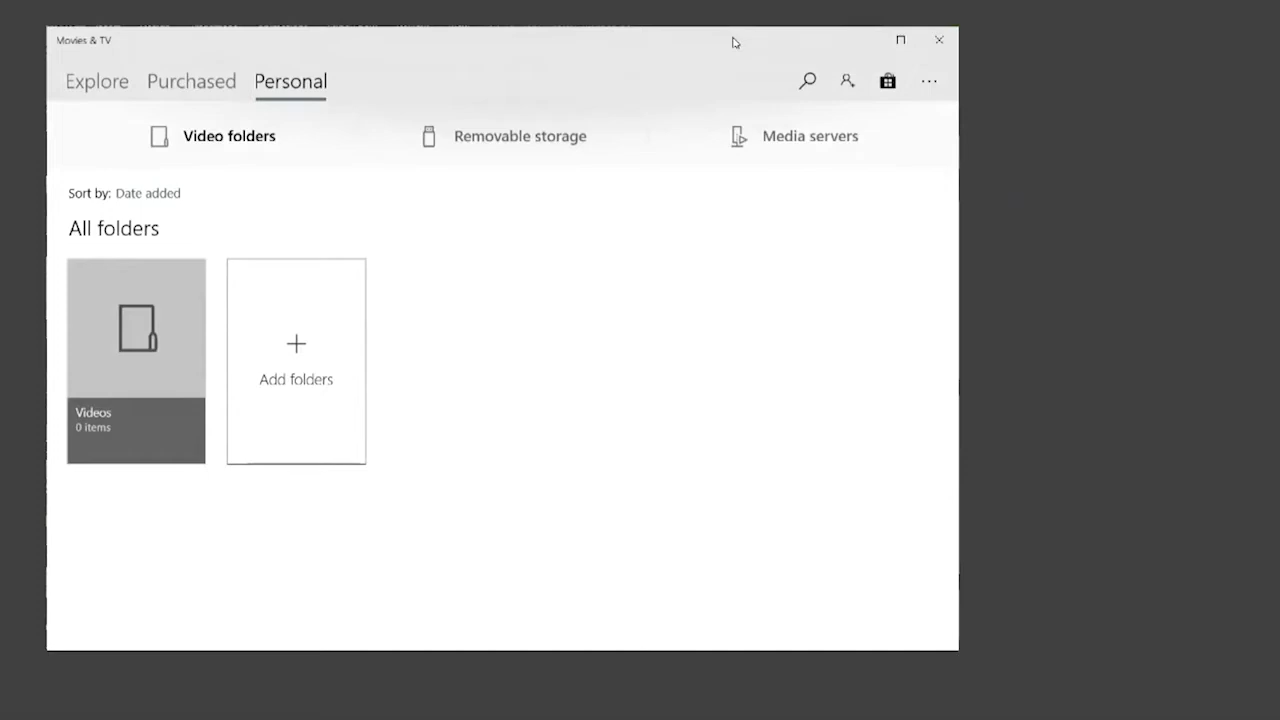 Movies & TV
Explore Purchased Personal
Video folders Removable storage Media servers
Sort by: Date added
All folders
Videos
0 items
Add folders